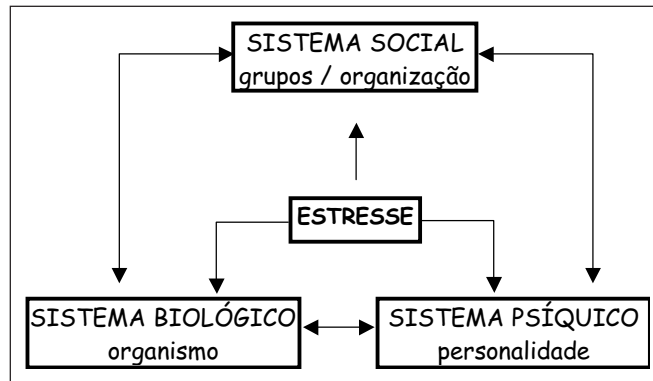 SISTEMA SOCIAL
grupos / organização
ESTRESSE
SISTEMA BIOLÓGICO
organismo
SISTEMA PSÍQUICO
personalidade